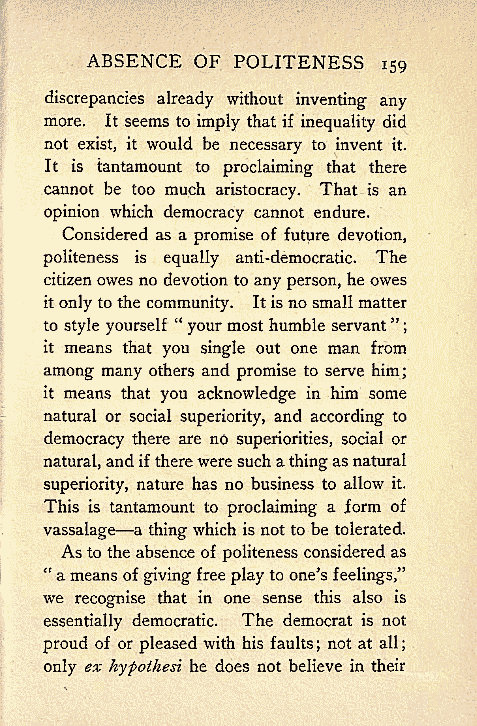 ABSENCE OF POLITENESS 159
discrepancies already without inventing any
more. It seems to imply that if inequality did
not exist, it would be necessary to invent it.
It is tantamount to proclaiming that there
cannot be too much aristocracy. That is an
opinion which democracy cannot endure.
Considered as a promise of future devotion,
politeness is equally anti-democratic. The
citizen owes no devotion to any person, he owes
it only to the community. It is no small matter
to style yourself “ your most humble servant ” ;
it means that you single out one man from
among many others and promise to serve him;
it means that you acknowledge in him some
natural or social superiority, and according to
democracy there are no superiorities, social or
natural, and if there were such a thing as natural
superiority, nature has no business to allow it.
This is tantamount to proclaiming a form of
vassalage—a thing which is not to be tolerated.
As to the absence of politeness considered as
“ a means of giving free play to one’s feelings,”
we recognise that in one sense this also is
essentially democratic. The democrat is not
proud of or pleased with his faults; not at all;
only ex hypothesi he does not believe in their